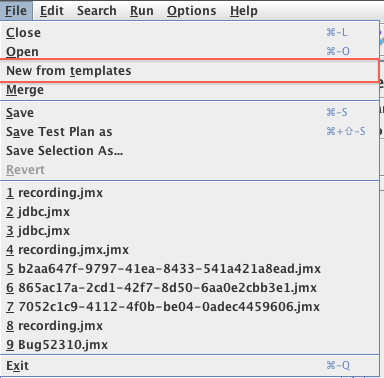 File Edit Search Run Options Help
Close ⌘-L
Open ⌘-O
New from templates
Merge
Save ⌘-S
Save Test Plan as ⌘+⇧-S
Save Selection As...
Revert
1 recording.jmx
2 jdbc.jmx
3 jdbc.jmx
4 recording.jmx.jmx
5 b2aa647f-9797-41ea-8433-541a421a8ead.jmx
6 865ac17a-2cd1-42f7-8d50-6aa0e2cbb3e1.jmx
7 7052c1c9-4112-4f0b-be04-0adec4459606.jmx
8 recording.jmx
9 Bug52310.jmx
Exit ⌘-Q